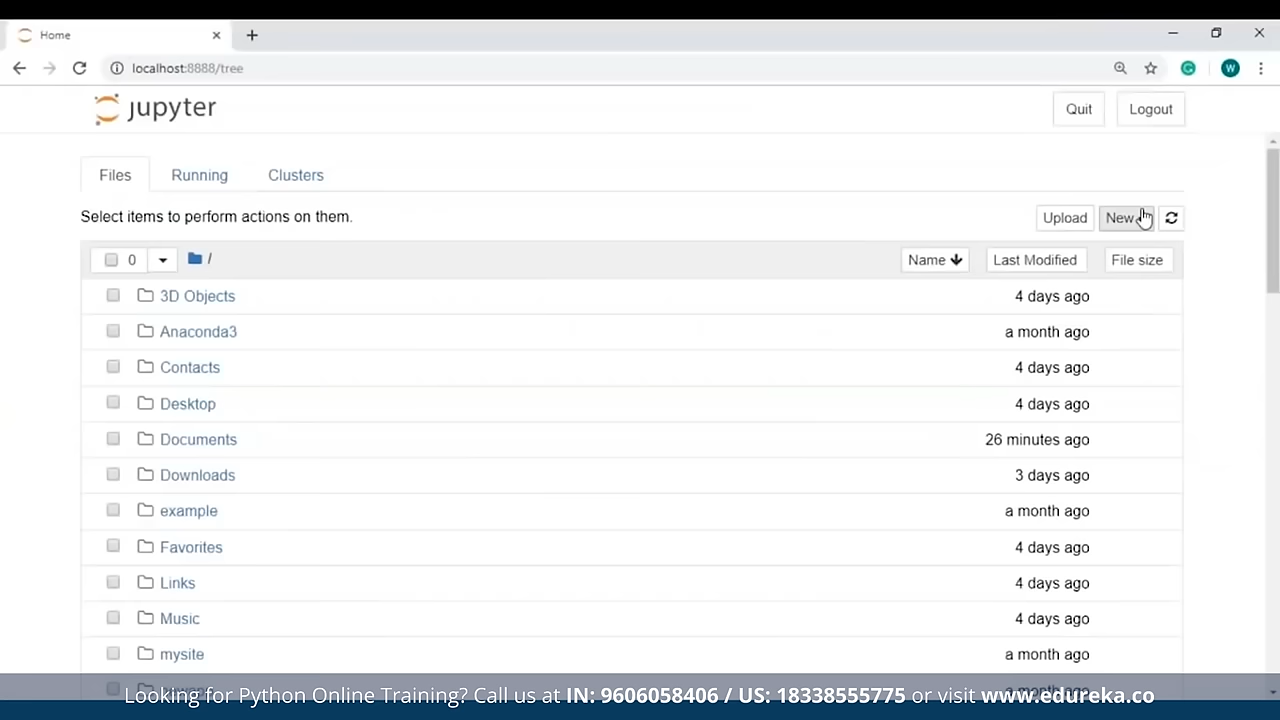 Home
localhost:8888/tree
W
jupyter
Quit
Logout
Files
Running
Clusters
Select items to perform actions on them.
Upload
New
0
/
Name
Last Modified
File size
3D Objects
4 days ago
Anaconda3
a month ago
Contacts
4 days ago
Desktop
4 days ago
Documents
26 minutes ago
Downloads
3 days ago
example
a month ago
Favorites
4 days ago
Links
4 days ago
Music
4 days ago
mysite
a month ago
a month ago
Looking for Python Online Training? Call us at IN: 9606058406 / US: 18338555775 or visit www.edureka.co